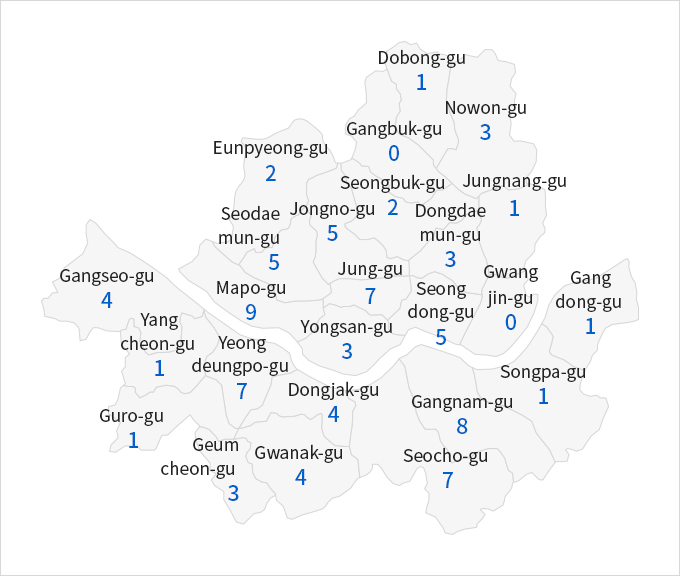 Dobong-gu
1
Nowon-gu
3
Gangbuk-gu
0
Eunpyeong-gu
2
Seongbuk-gu
2
Jungnang-gu
1
Jongno-gu
5
Dongdae
mun-gu
3
Seodae
mun-gu
5
Jung-gu
7
Gwang
jin-gu
0
Gang
dong-gu
1
Gangseo-gu
4
Mapo-gu
9
Seong
dong-gu
5
Yongsan-gu
3
Yang
cheon-gu
1
Yeong
deungpo-gu
7
Songpa-gu
1
Dongjak-gu
4
Gangnam-gu
8
Guro-gu
1
Geum
cheon-gu
3
Gwanak-gu
4
Seocho-gu
7